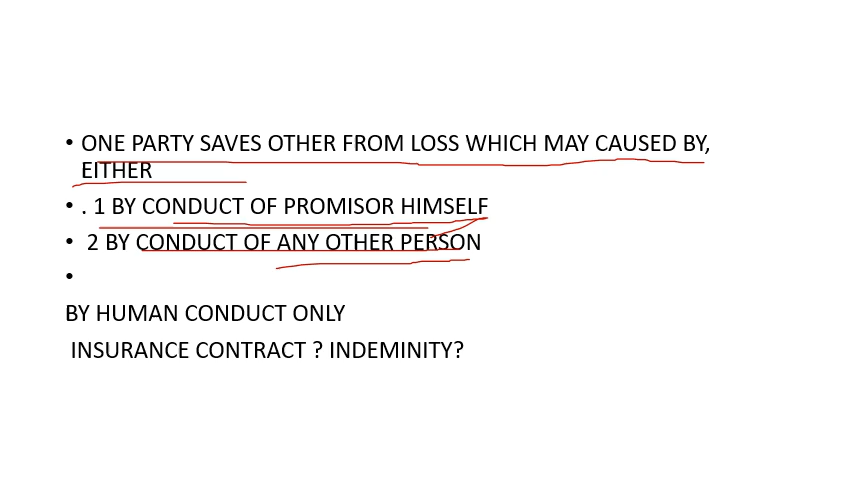 • ONE PARTY SAVES OTHER FROM LOSS WHICH MAY CAUSED BY,
EITHER
• . 1 BY CONDUCT OF PROMISOR HIMSELF
• 2 BY CONDUCT OF ANY OTHER PERSON
•
BY HUMAN CONDUCT ONLY
INSURANCE CONTRACT ? INDEMINITY?